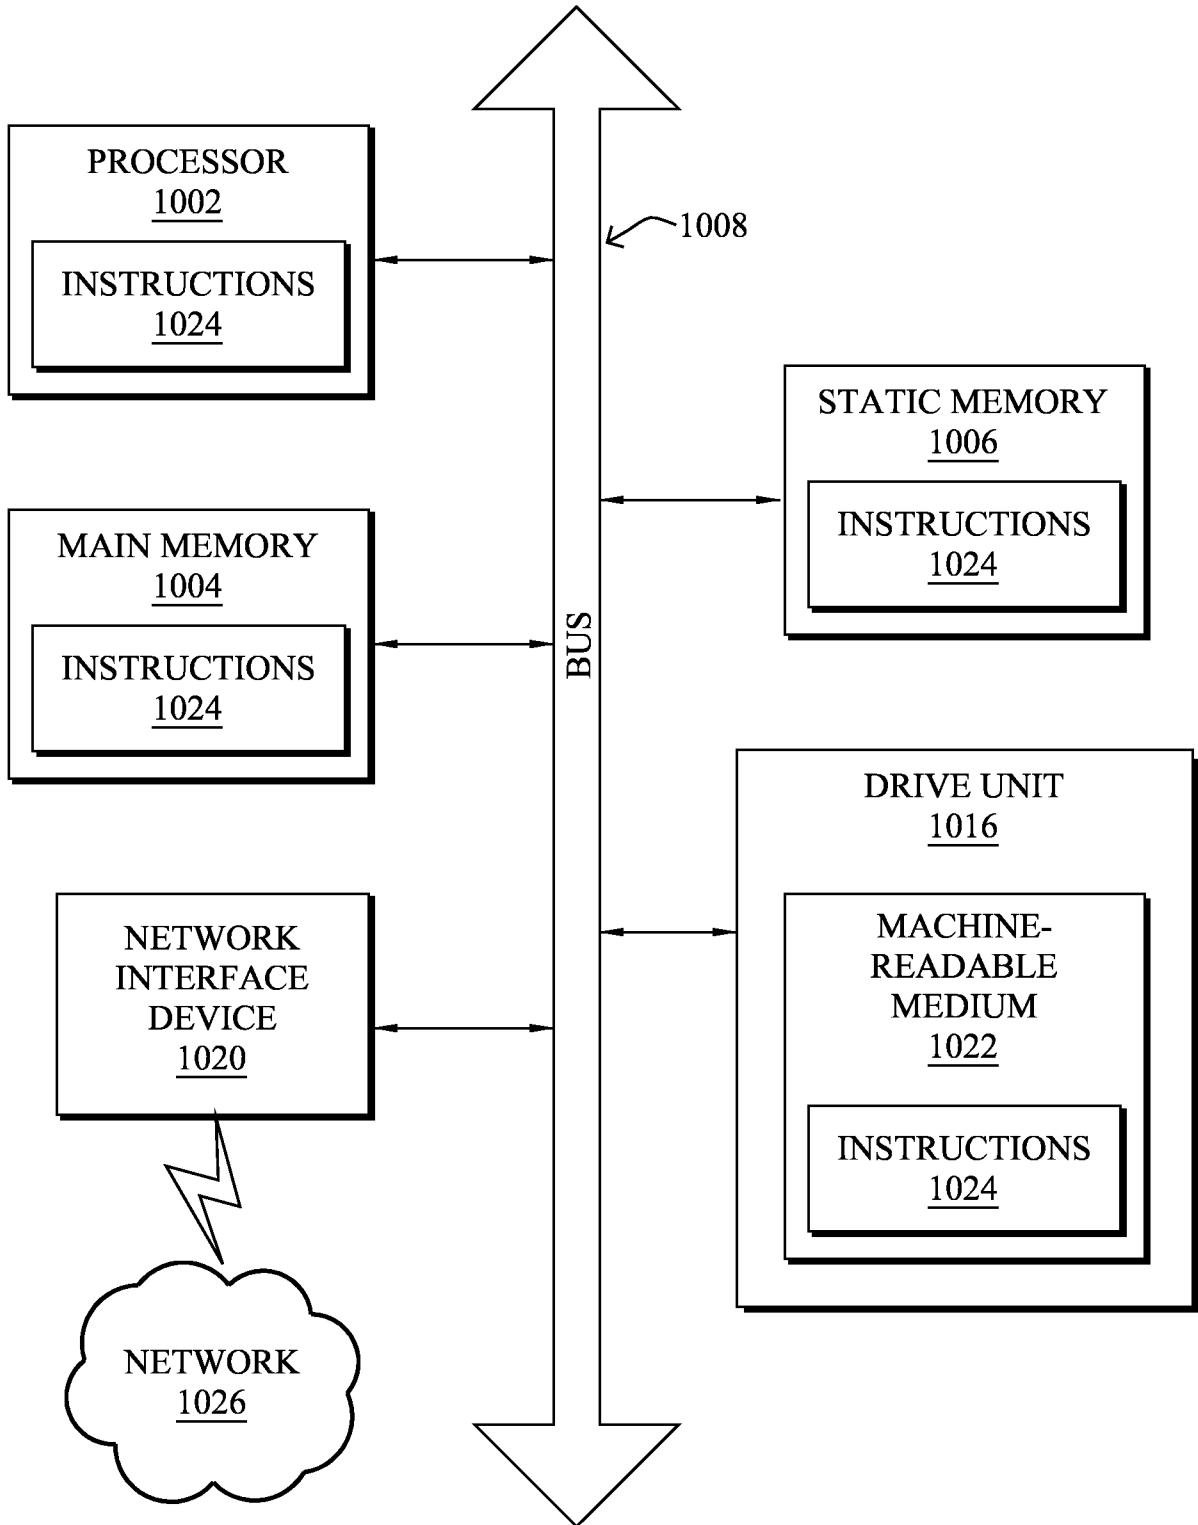 PROCESSOR
1002
INSTRUCTIONS
1024
1008
STATIC MEMORY
1006
INSTRUCTIONS
1024
MAIN MEMORY
1004
INSTRUCTIONS
1024
BUS
DRIVE UNIT
1016
MACHINE-
READABLE
MEDIUM
1022
INSTRUCTIONS
1024
NETWORK
INTERFACE
DEVICE
1020
NETWORK
1026